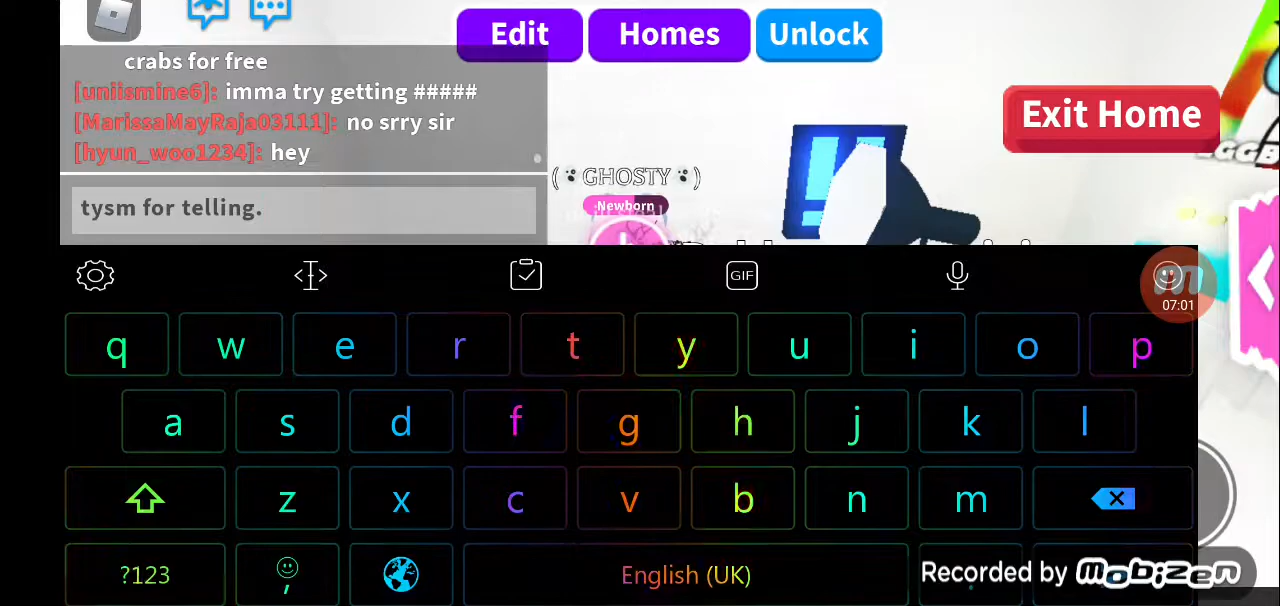 Edit
Homes
Unlock
crabs for free
[uniismine6]: imma try getting #####
[MarissaMayRaja03111]: no srry sir
[hyun_woo1234]: hey
tysm for telling.
Exit Home
GHOSTY
Newborn
GIF
07:01
q w e r t y u i o p
a s d f g h j k l
z x c v b n m
?123
,
English (UK)
Recorded by mobizen